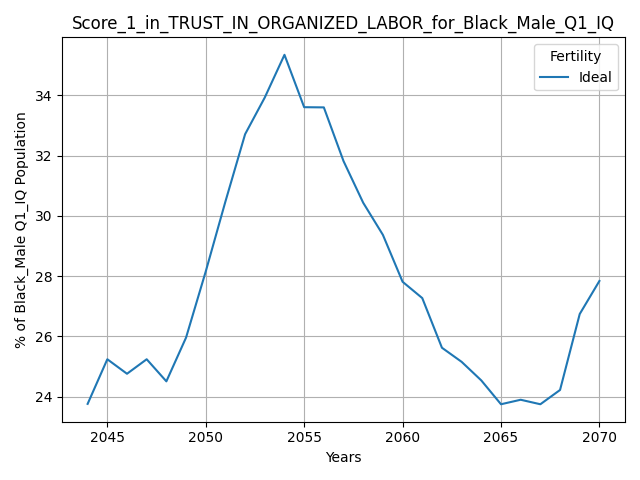 Score_1_in_TRUST_IN_ORGANIZED_LABOR_for_Black_Male_Q1_IQ
Fertility
Ideal
% of Black_Male Q1_IQ Population
34
32
30
28
26
24
2045
2050
2055
2060
2065
2070
Years